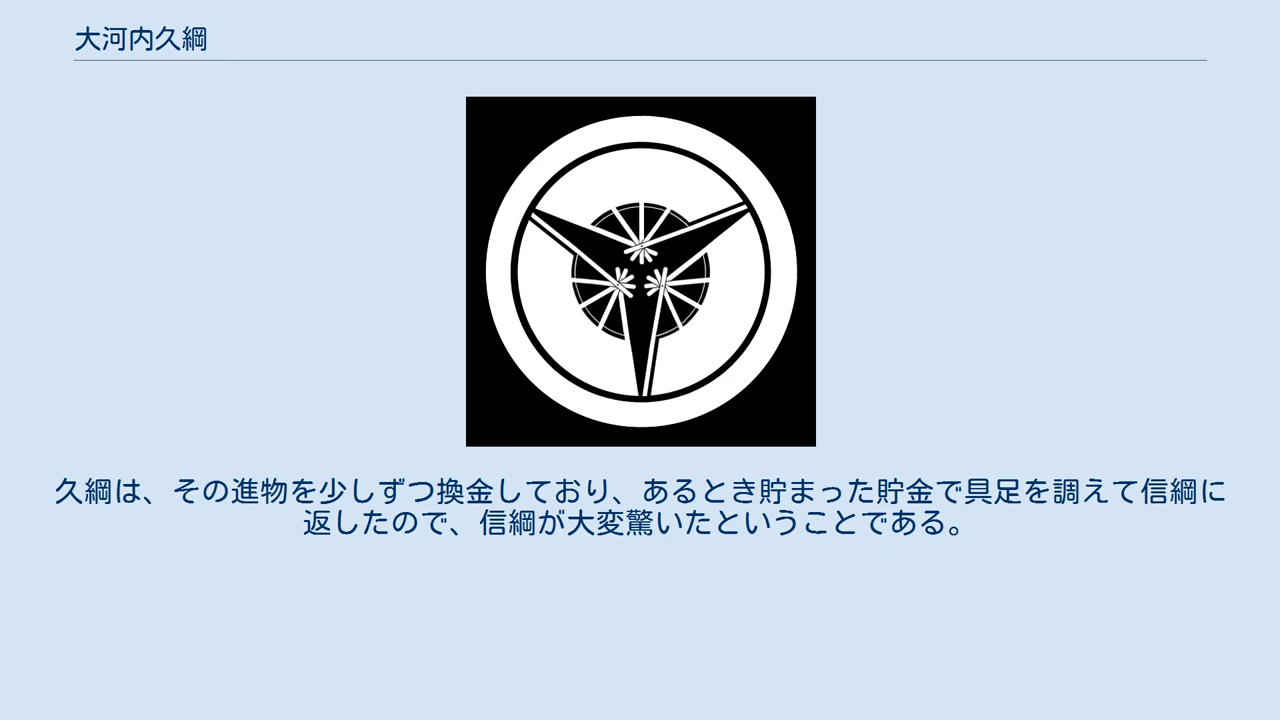 大河内久綱
久綱は、その進物を少しずつ換金しており、あるとき貯まった貯金で具足を調えて信綱に
返したので、信綱が大変驚いたということである。